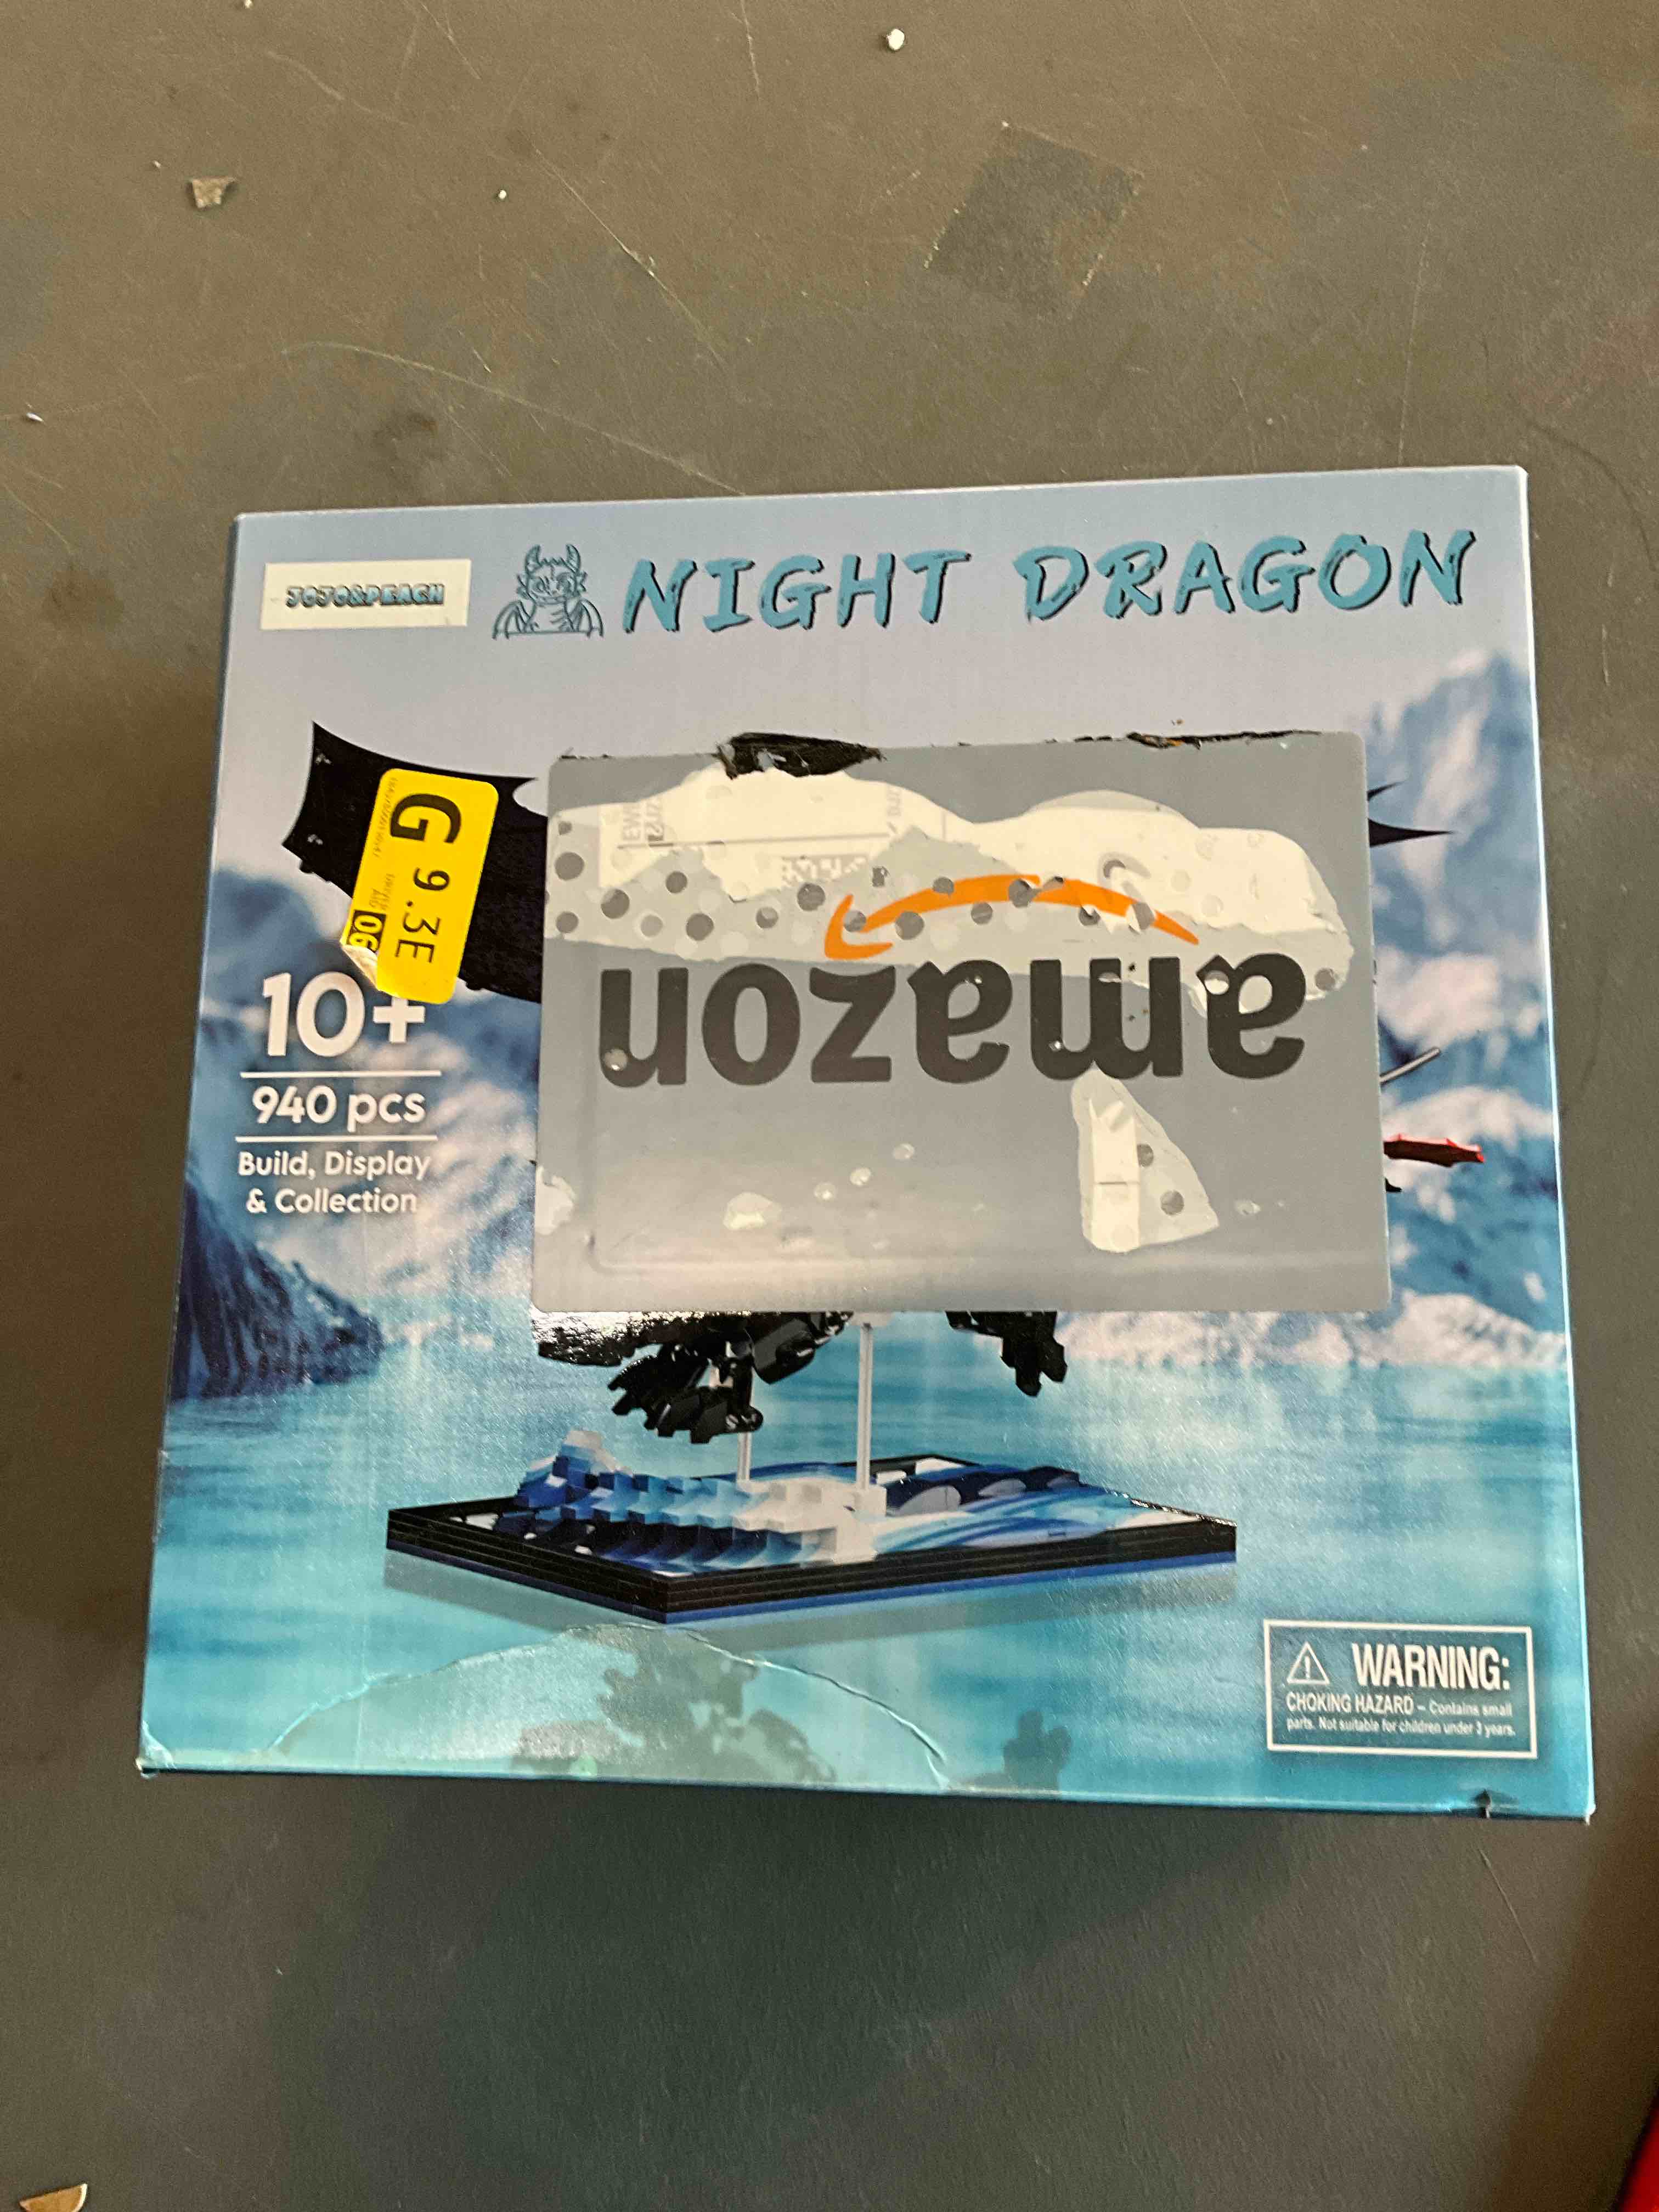 JOJO&PEACH
NIGHT DRAGON
G 9.3E
06
amazon
10+
940 pcs
Build, Display
& Collection
WARNING:
CHOKING HAZARD – Contains small
parts. Not suitable for children under 3 years.